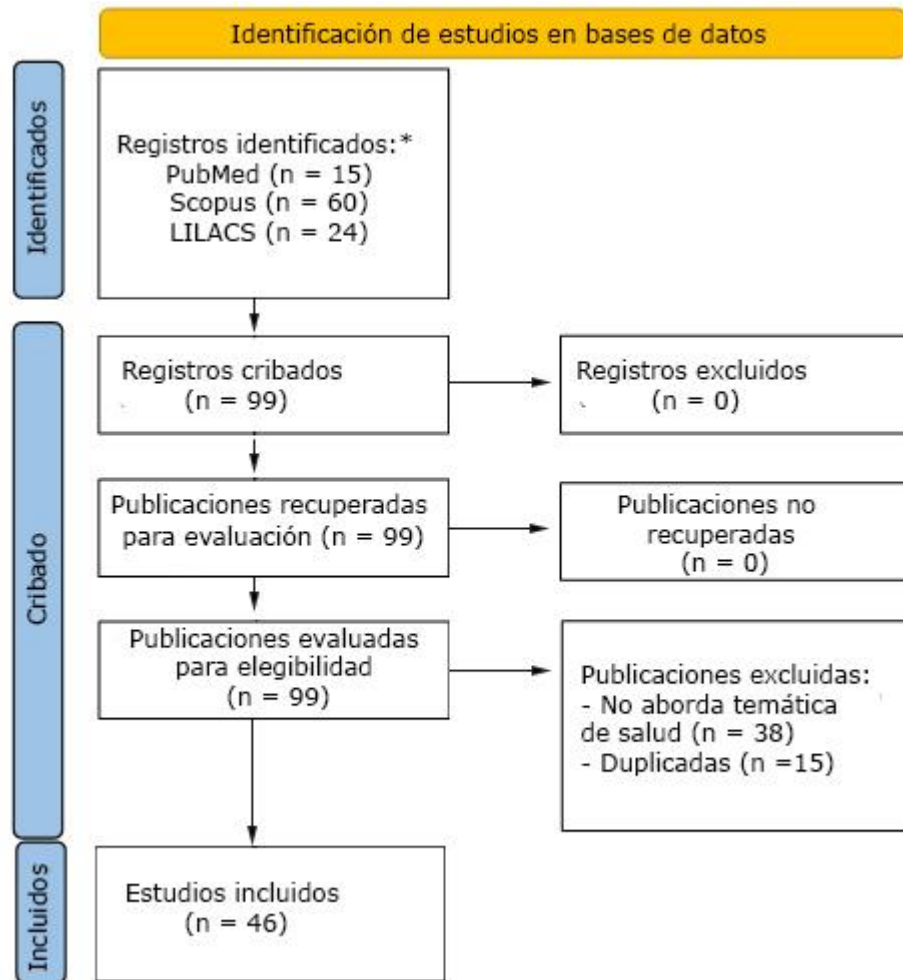 Identificación de estudios en bases de datos
Identificados
Registros identificados:*
PubMed (n = 15)
Scopus (n = 60)
LILACS (n = 24)
Cribado
Registros cribados
(n = 99)
Registros excluidos
(n = 0)
Publicaciones recuperadas
para evaluación (n = 99)
Publicaciones no
recuperadas
(n = 0)
Publicaciones evaluadas
para elegibilidad
(n = 99)
Publicaciones excluidas:
- No aborda temática
de salud (n = 38)
- Duplicadas (n =15)
Incluidos
Estudios incluidos
(n = 46)